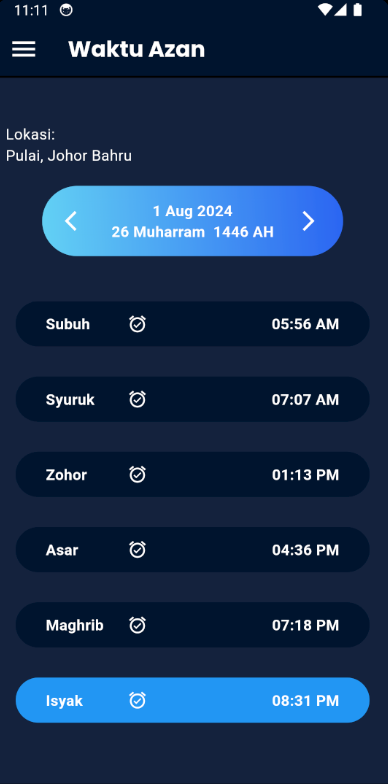 11:11
Waktu Azan
Lokasi:
Pulai, Johor Bahru
1 Aug 2024
26 Muharram 1446 AH
Subuh 05:56 AM
Syuruk 07:07 AM
Zohor 01:13 PM
Asar 04:36 PM
Maghrib 07:18 PM
Isyak 08:31 PM